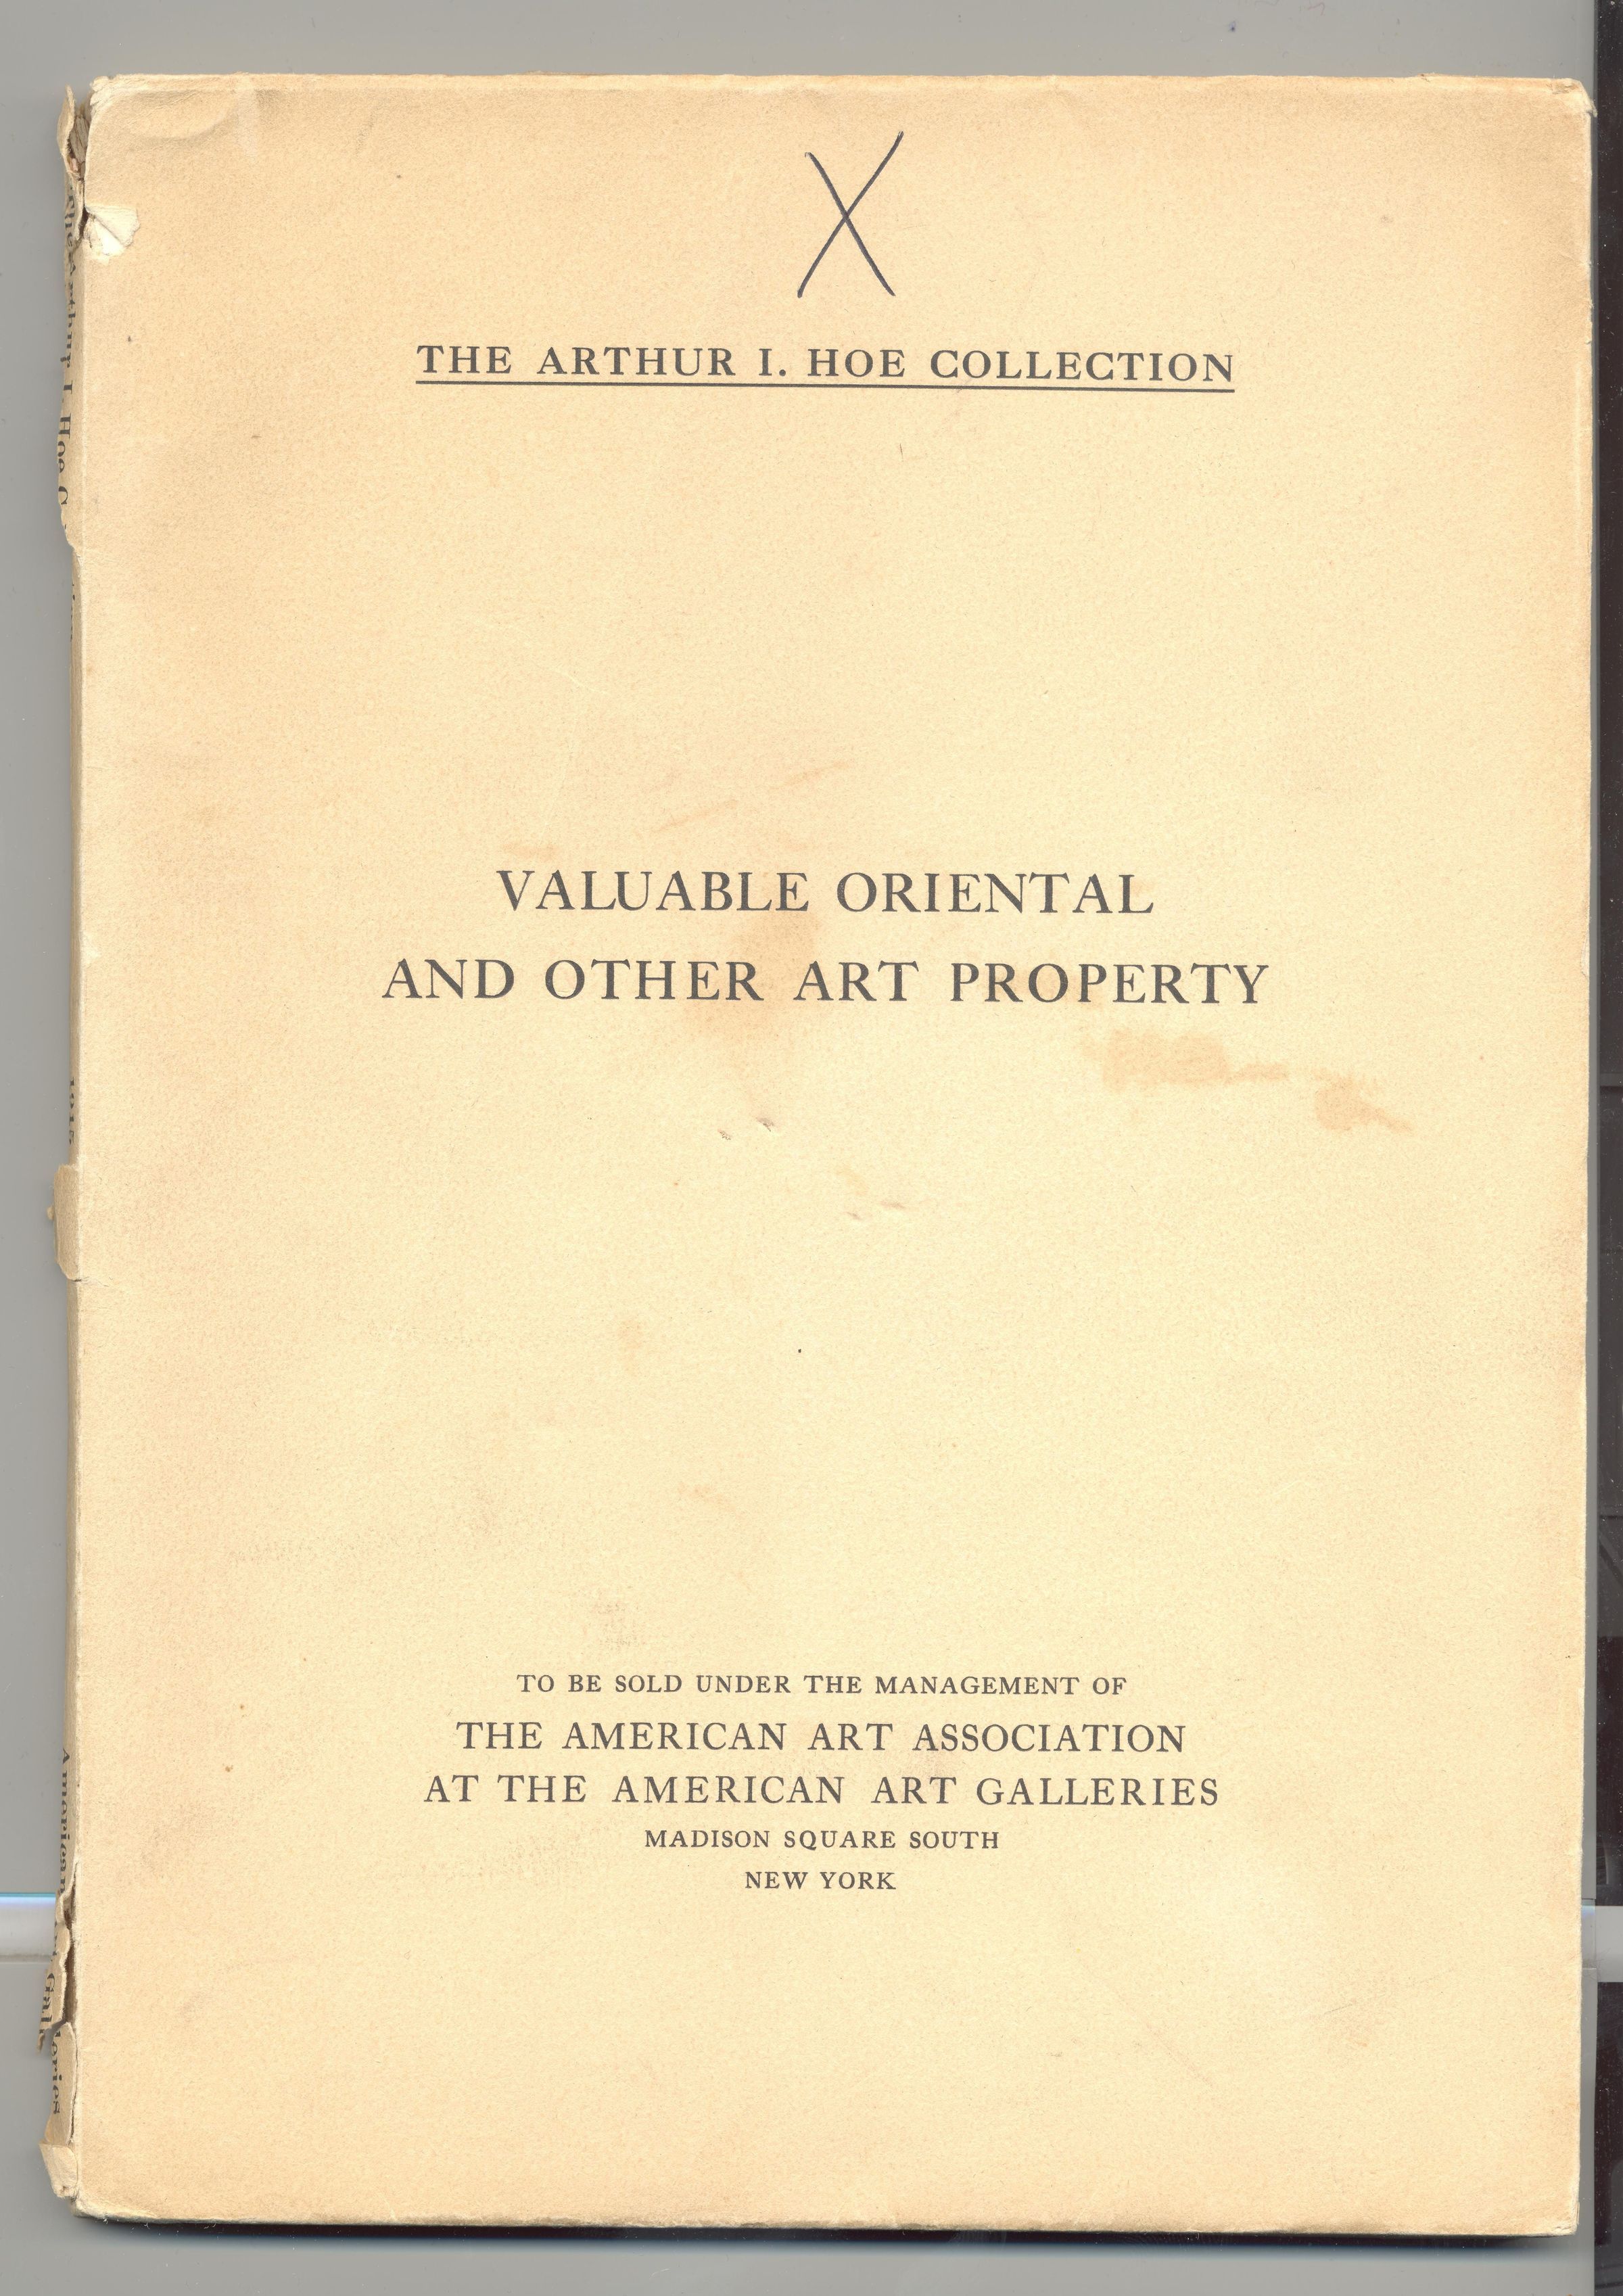 X
THE ARTHUR I. HOE COLLECTION
VALUABLE ORIENTAL
AND OTHER ART PROPERTY
TO BE SOLD UNDER THE MANAGEMENT OF
THE AMERICAN ART ASSOCIATION
AT THE AMERICAN ART GALLERIES
MADISON SQUARE SOUTH
NEW YORK